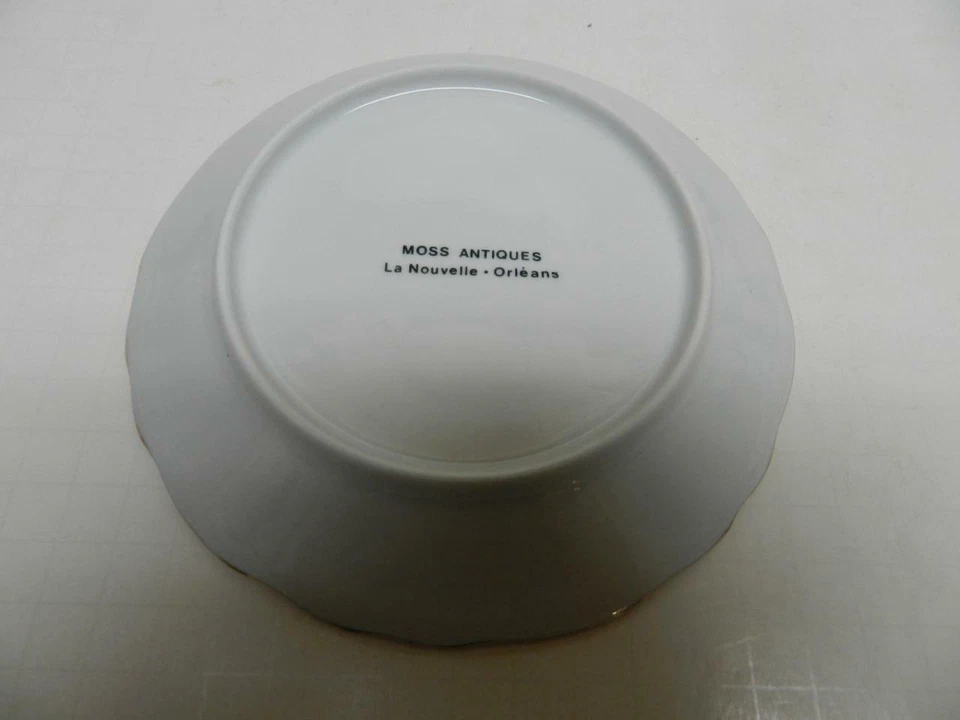 MOSS ANTIQUES
La Nouvelle - Orléans